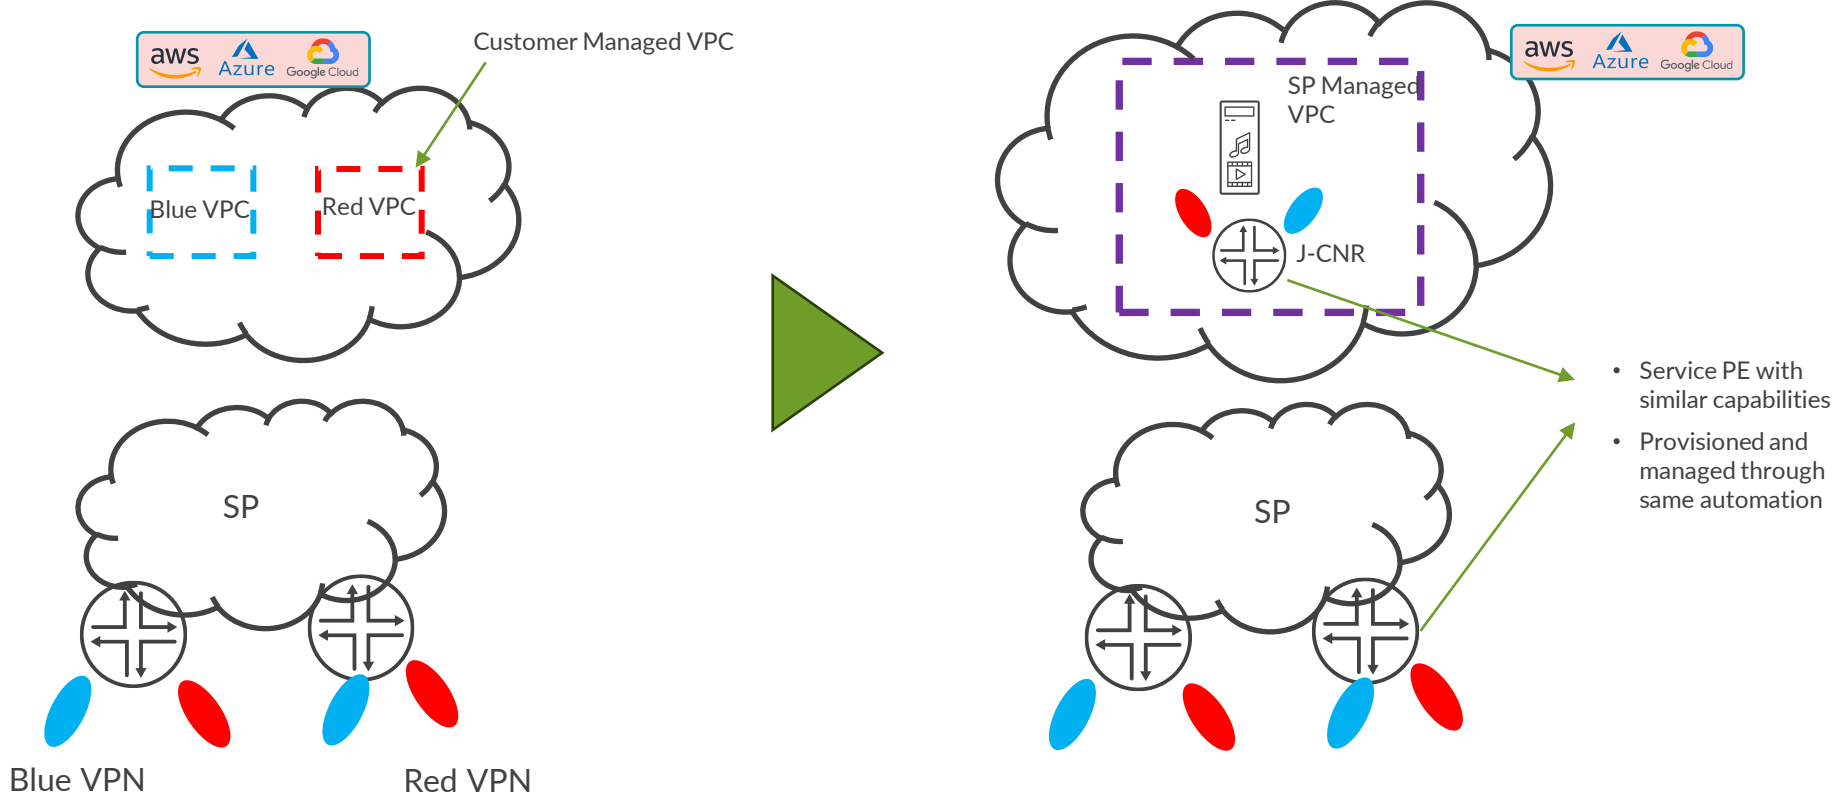 aws
Azure
Google Cloud
Customer Managed VPC
Blue VPC
Red VPC
SP
Blue VPN
Red VPN
aws
Azure
Google Cloud
SP Managed
VPC
J-CNR
• Service PE with
similar capabilities
• Provisioned and
managed through
same automation
SP